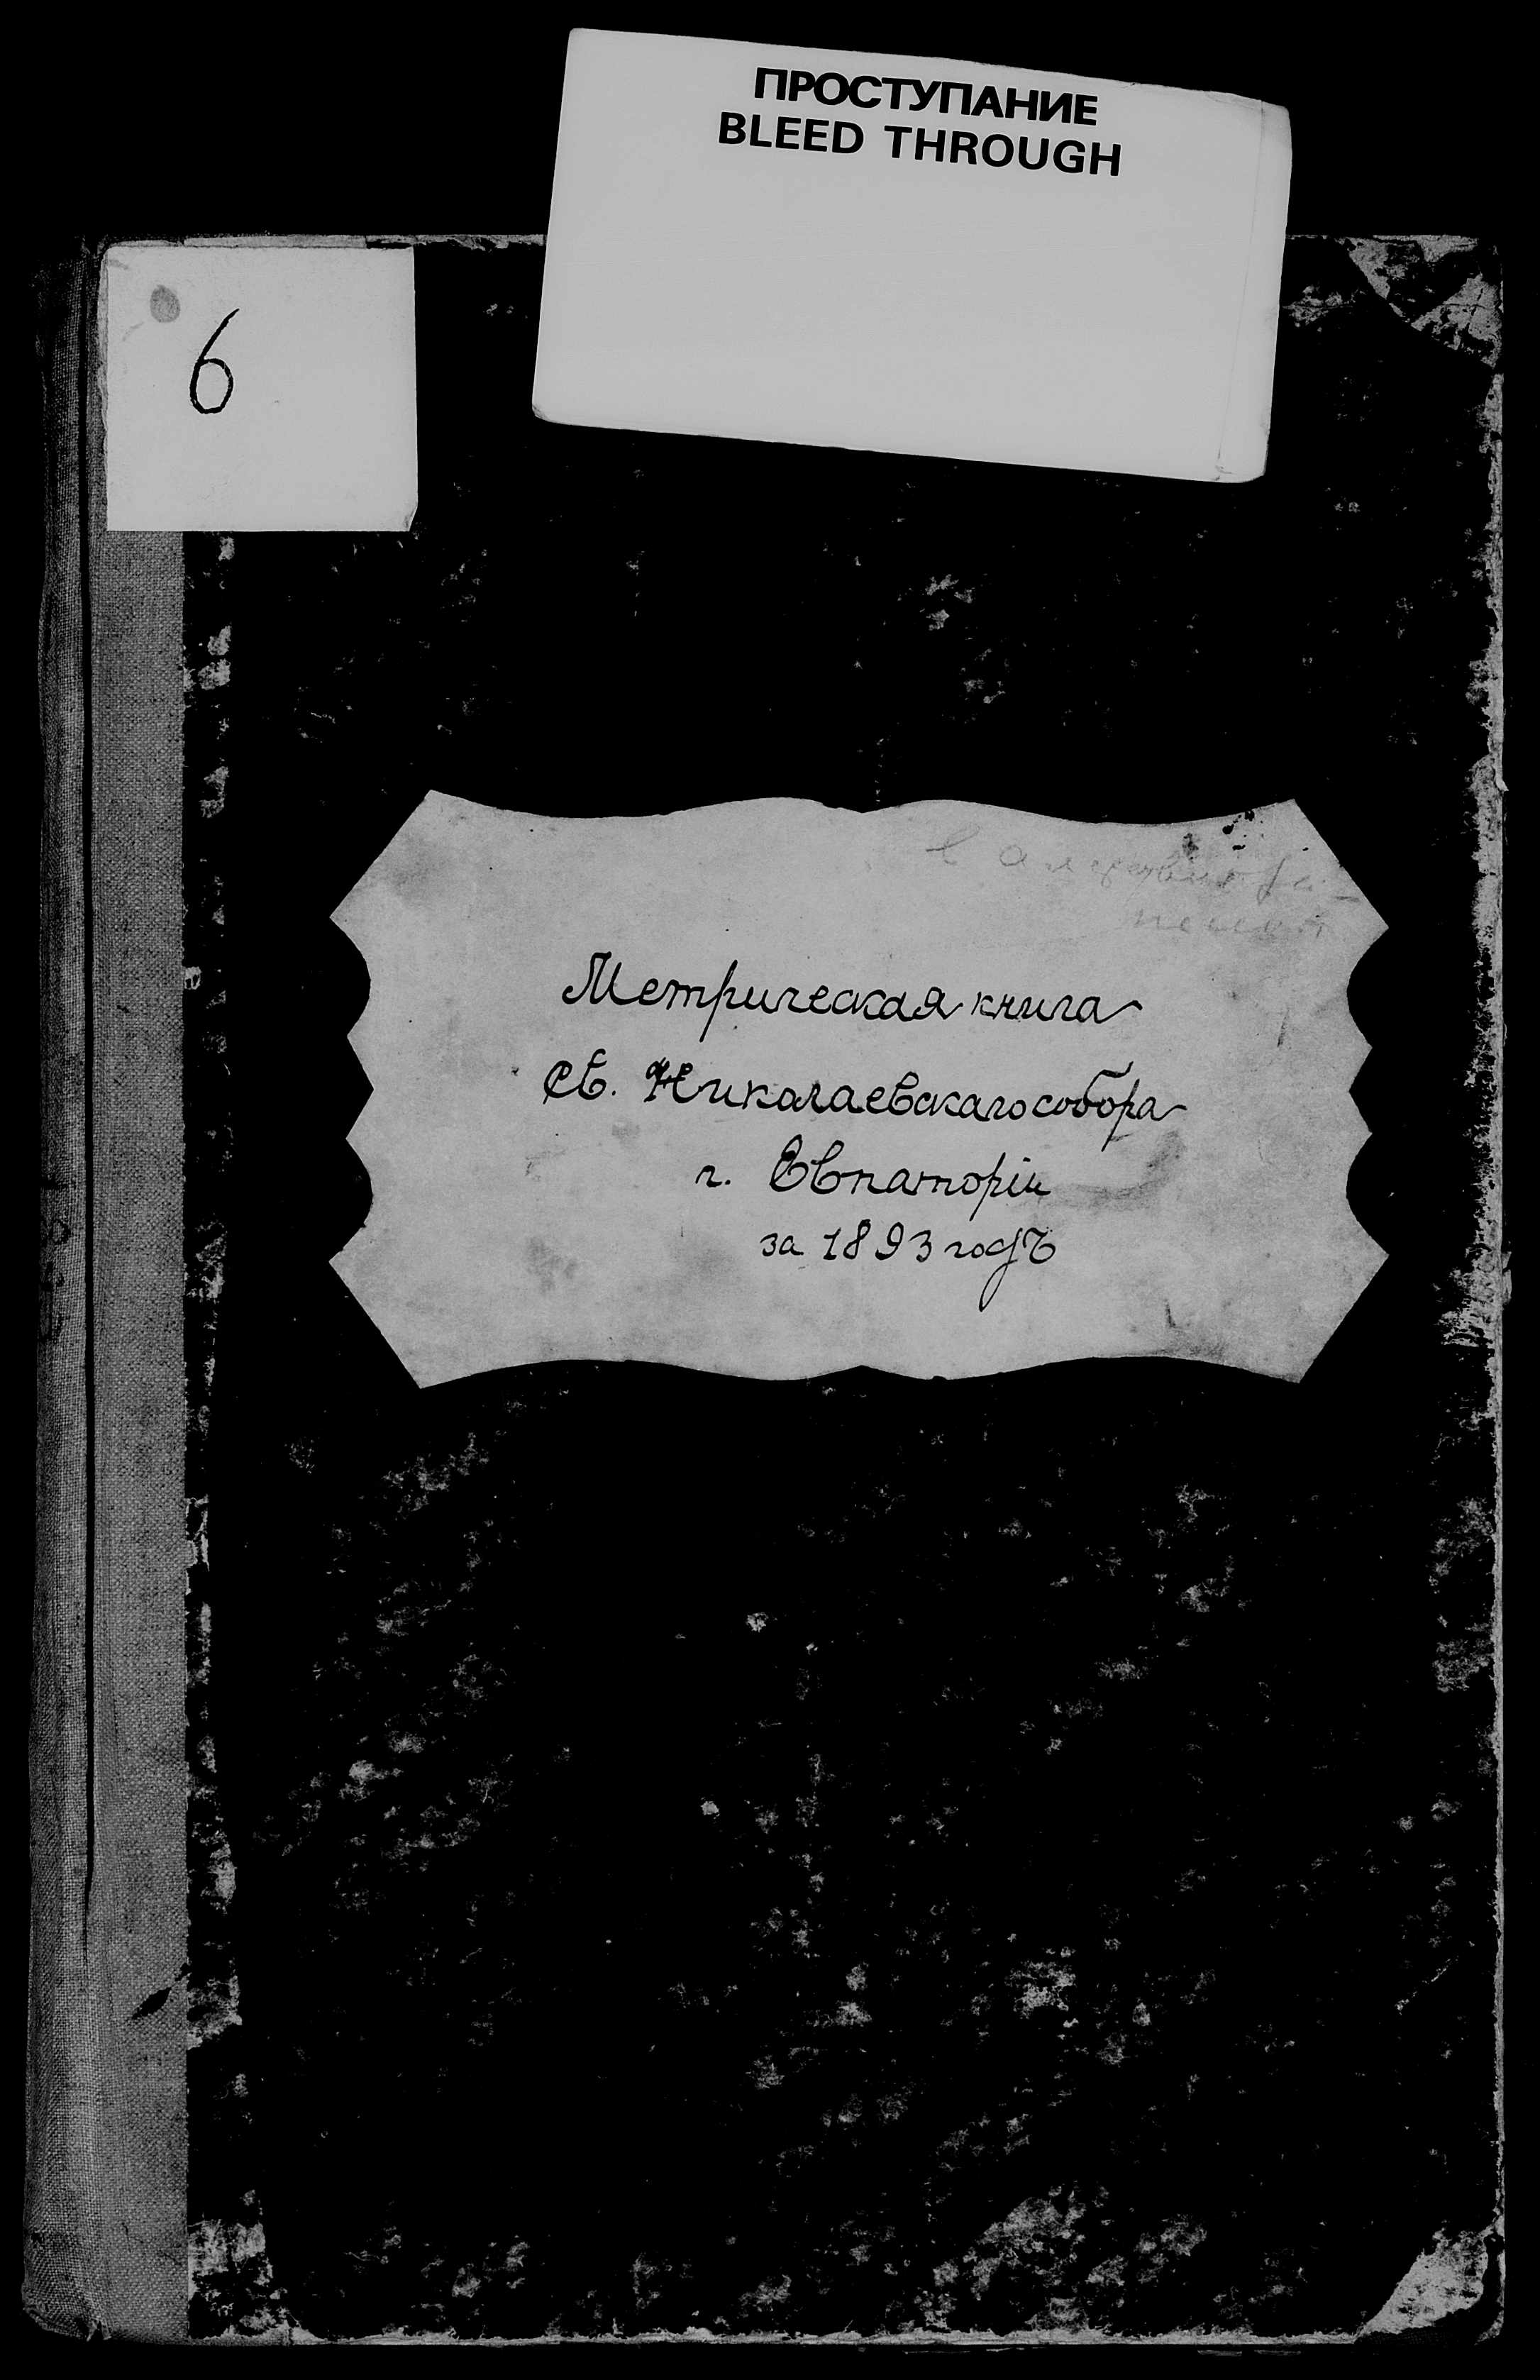 ПРОСТУПАНИЕ
BLEED THROUGH
6
Метрическая книга
Св. Николаевскаго собора
г. Евпаторіи
за 1893 годъ